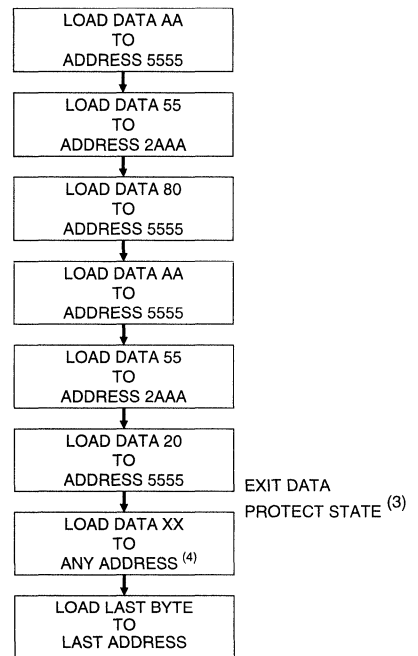 LOAD DATA AA
TO
ADDRESS 5555
LOAD DATA 55
TO
ADDRESS 2AAA
LOAD DATA 80
TO
ADDRESS 5555
LOAD DATA AA
TO
ADDRESS 5555
LOAD DATA 55
TO
ADDRESS 2AAA
LOAD DATA 20
TO
ADDRESS 5555
EXIT DATA
PROTECT STATE (3)
LOAD DATA XX
TO
ANY ADDRESS (4)
LOAD LAST BYTE
TO
LAST ADDRESS